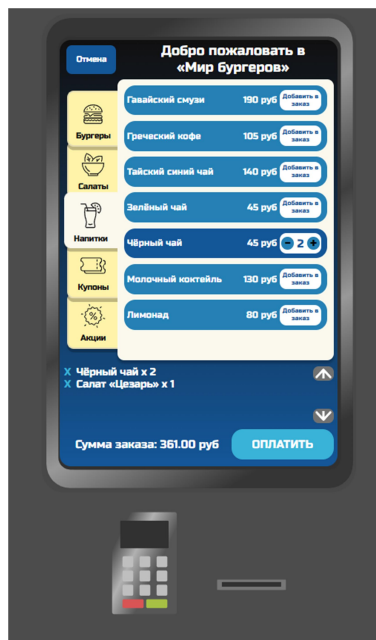 Отмена
Добро пожаловать в
«Мир бургеров»
Бургеры
Салаты
Напитки
Купоны
%
Акции
Гавайский смузи 190 руб Добавить в заказ
Греческий кофе 105 руб Добавить в заказ
Тайский синий чай 140 руб Добавить в заказ
Зелёный чай 45 руб Добавить в заказ
Чёрный чай 45 руб - 2 +
Молочный коктейль 130 руб Добавить в заказ
Лимонад 80 руб Добавить в заказ
X Чёрный чай x 2
X Салат «Цезарь» x 1
Сумма заказа: 361.00 руб ОПЛАТИТЬ